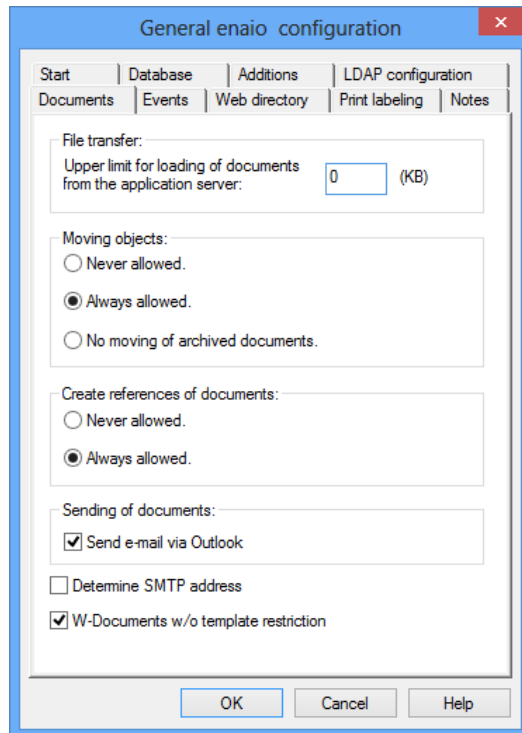 General enaio configuration
Start Database Additions LDAP configuration
Documents Events Web directory Print labeling Notes
File transfer:
Upper limit for loading of documents
from the application server:
0 (KB)
Moving objects:
Never allowed.
Always allowed.
No moving of archived documents.
Create references of documents:
Never allowed.
Always allowed.
Sending of documents:
Send e-mail via Outlook
Determine SMTP address
W-Documents w/o template restriction
OK Cancel Help